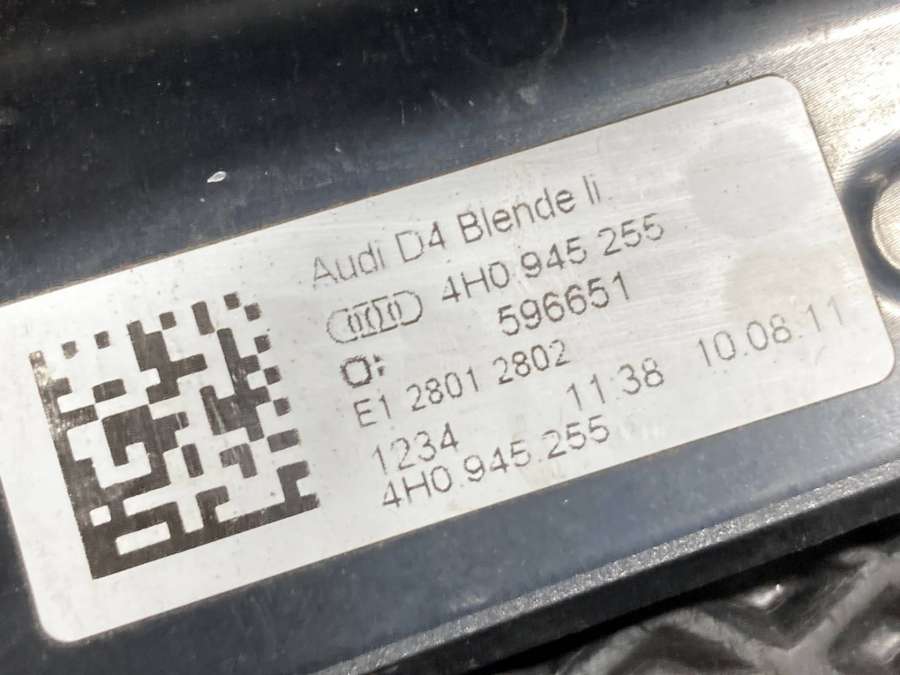 Audi D4 Blende li.
4H0 945 255
596651
E1 2801 2802
1234 11:38 10.08.11
4H0.945.255